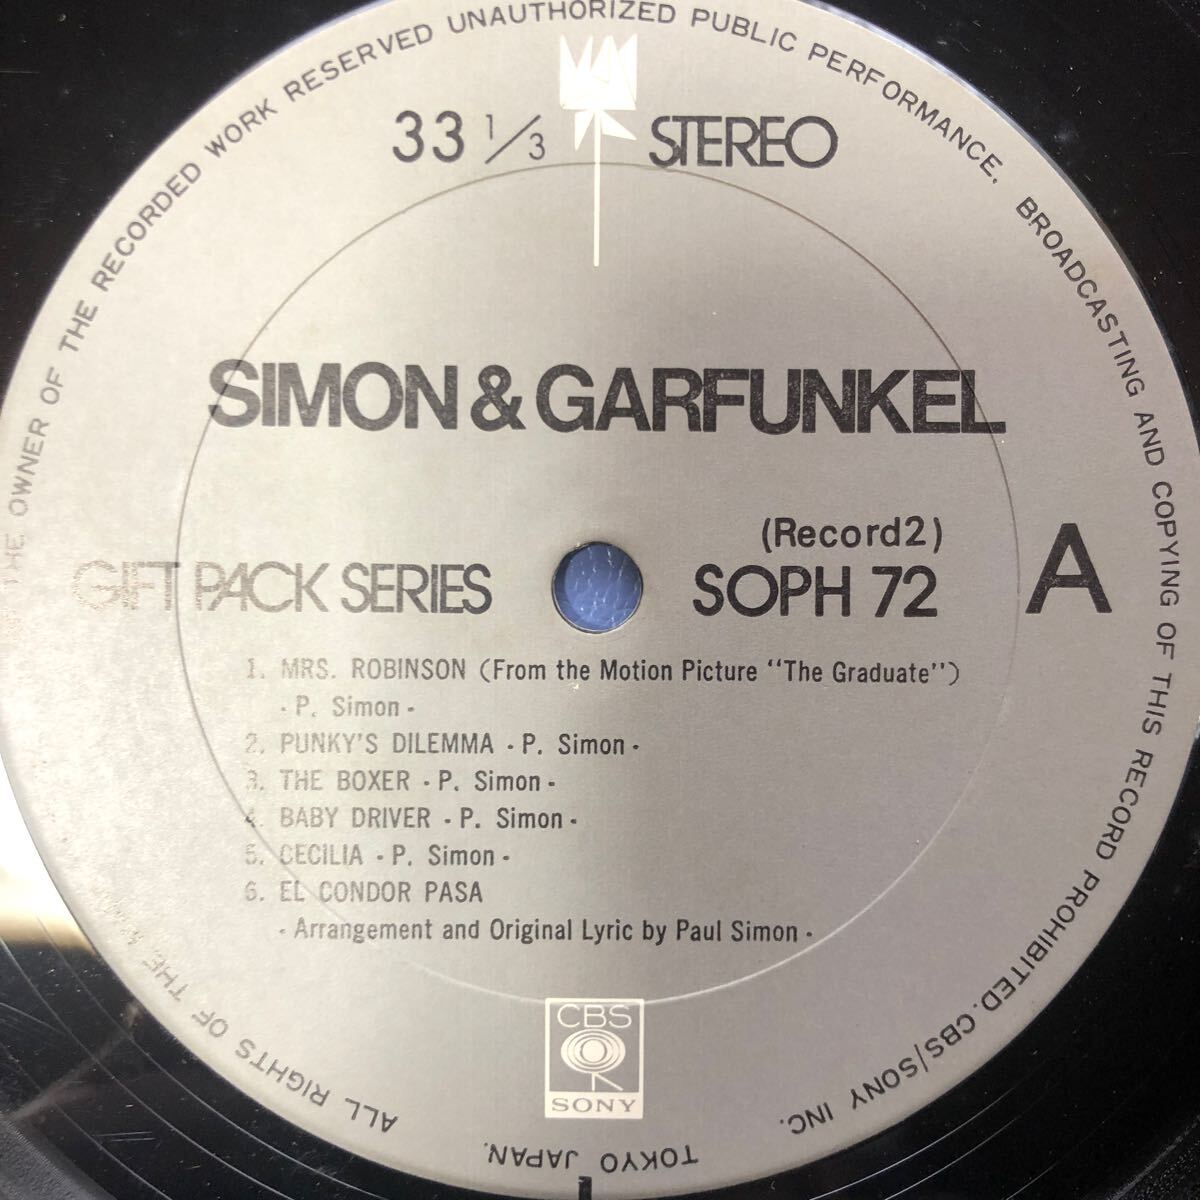 ALL RIGHTS OF THE THE OWNER OF THE RECORDED WORK RESERVED UNAUTHORIZED PUBLIC PERFORMANCE. BROADCASTING AND COPYING OF THIS RECORD PROHIBITED. CBS/SONY INC.
TOKYO JAPAN.
33 1/3 STEREO
SIMON & GARFUNKEL
(Record2)
GIFT PACK SERIES SOPH 72 A
1. MRS. ROBINSON (From the Motion Picture "The Graduate")
- P. Simon -
2. PUNKY'S DILEMMA - P. Simon -
3. THE BOXER - P. Simon -
4. BABY DRIVER - P. Simon -
5. CECILIA - P. Simon -
6. EL CONDOR PASA
- Arrangement and Original Lyric by Paul Simon -
CBS
SONY